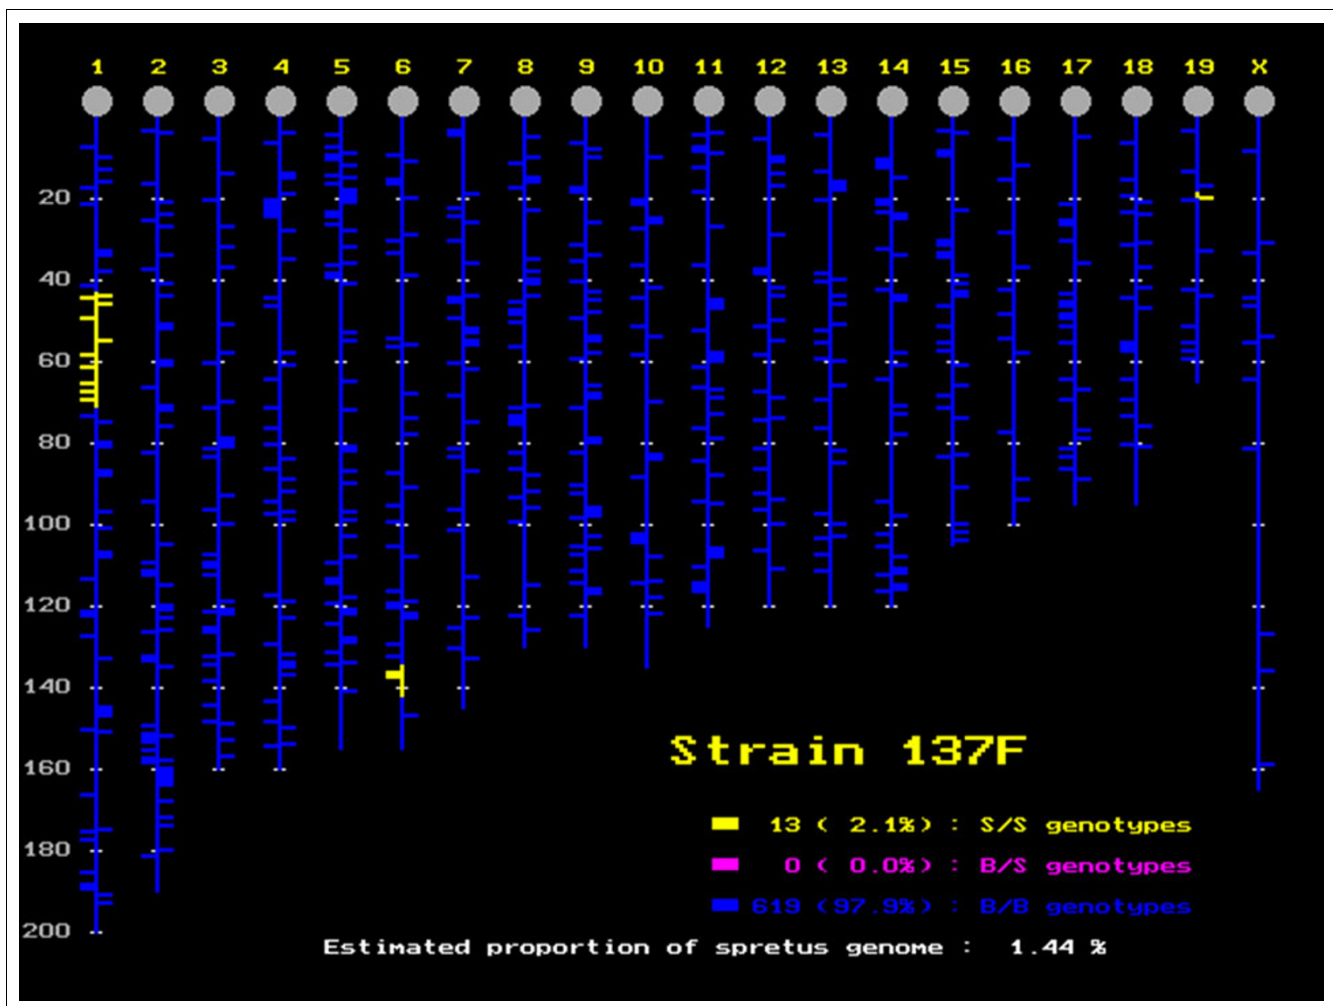 1 2 3 4 5 6 7 8 9 10 11 12 13 14 15 16 17 18 19 X
20
40
60
80
100
120
140
Strain 137F
160
13 ( 2.1%) : S/S genotypes
180
0 ( 0.0%) : B/S genotypes
619 (97.9%) : B/B genotypes
200
Estimated proportion of spretus genome : 1.44 %